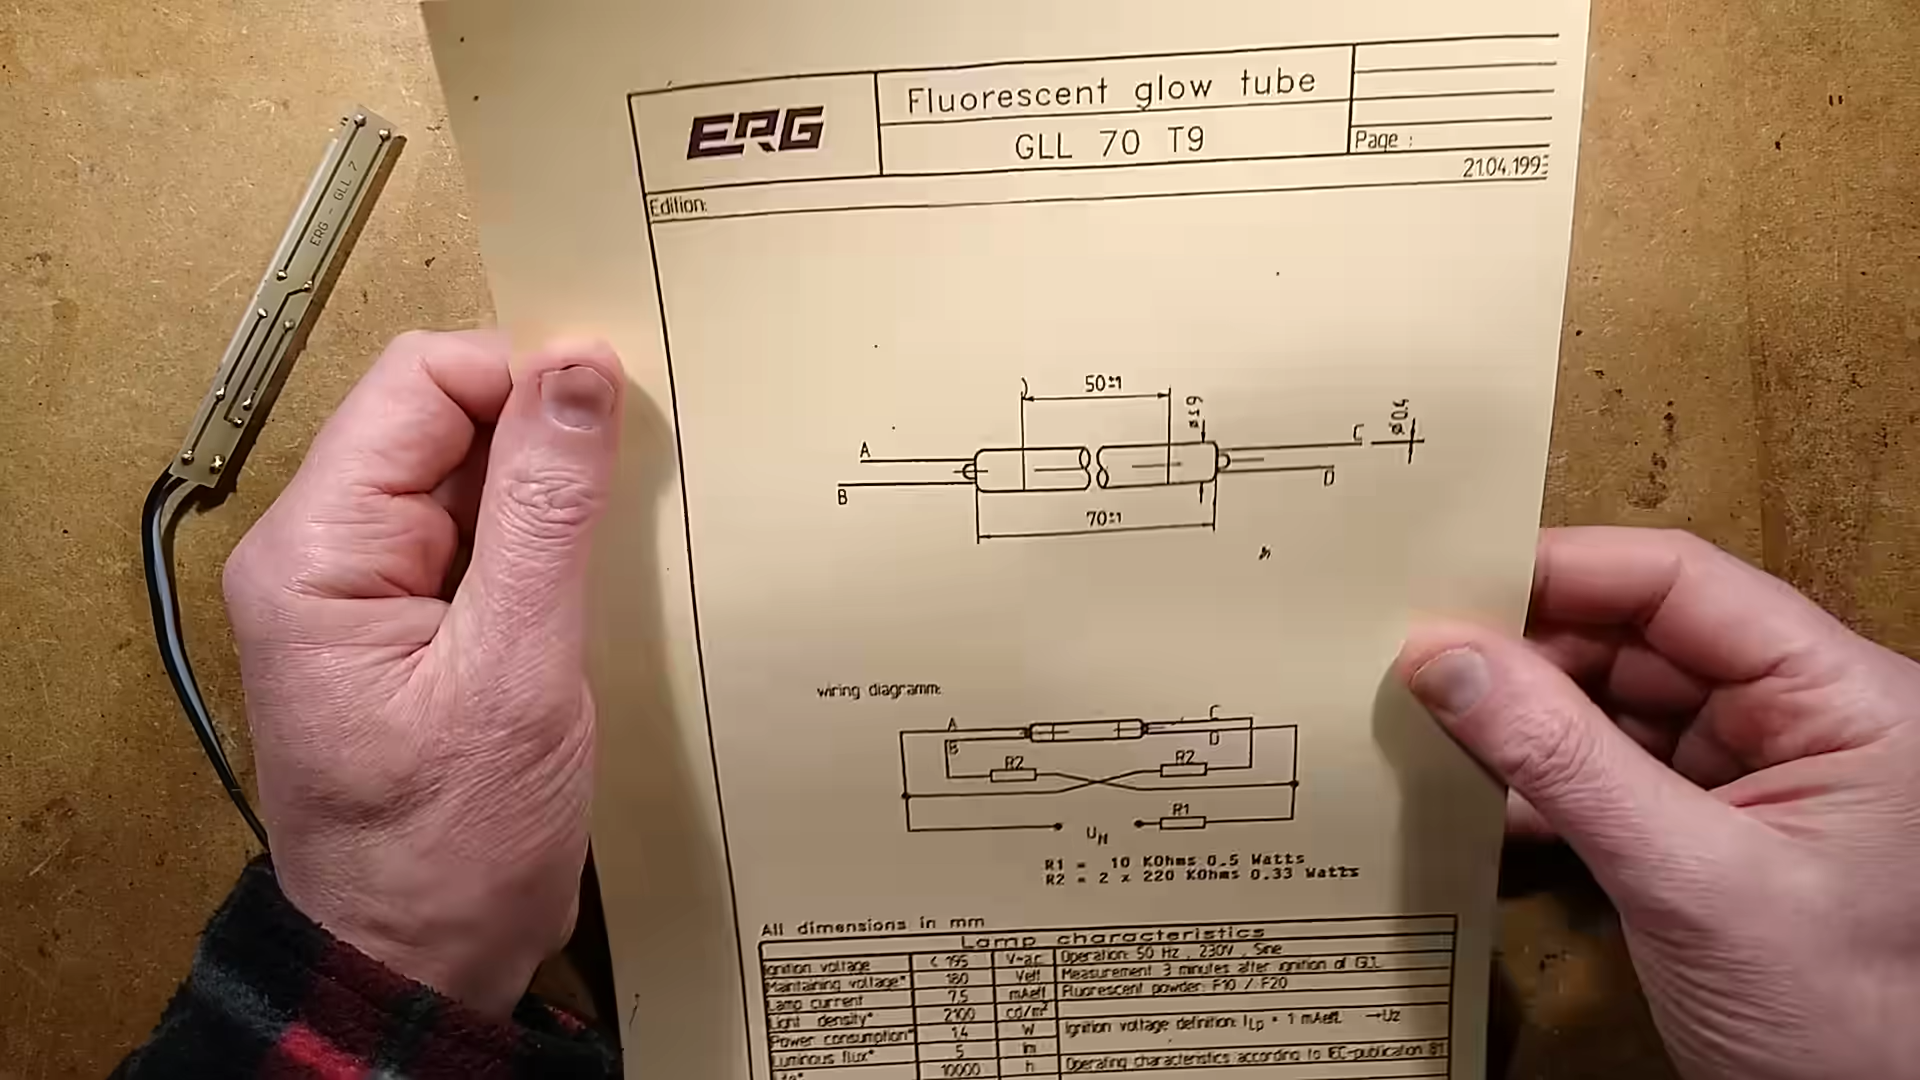 ERG - GLL 7
ERG
Fluorescent glow tube
GLL 70 T9
Page :
21.04.199
Edition:
50±1
A
B
C
D
70±1
wiring diagramm:
A
B
C
D
R2
R2
R1
UN
R1 = 10 KOhms 0.5 Watts
R2 = 2 x 220 KOhms 0.33 Watts
All dimensions in mm
Lamp characteristics
Ignition voltage < 195 V-ac Operation: 50 Hz , 230V , Sine
Maintaining voltage* 180 Veff Measurement 3 minutes after ignition of GLL
Lamp current 7,5 mAeff Fluorescent powder: F10 / F20
Light density* 2100 cd/m²
Power consumption* 1,4 W Ignition voltage definition: ILp = 1 mAeff. →Uz
Luminous flux* 5 lm
10000 h Operating characteristics according to IEC-publication 81